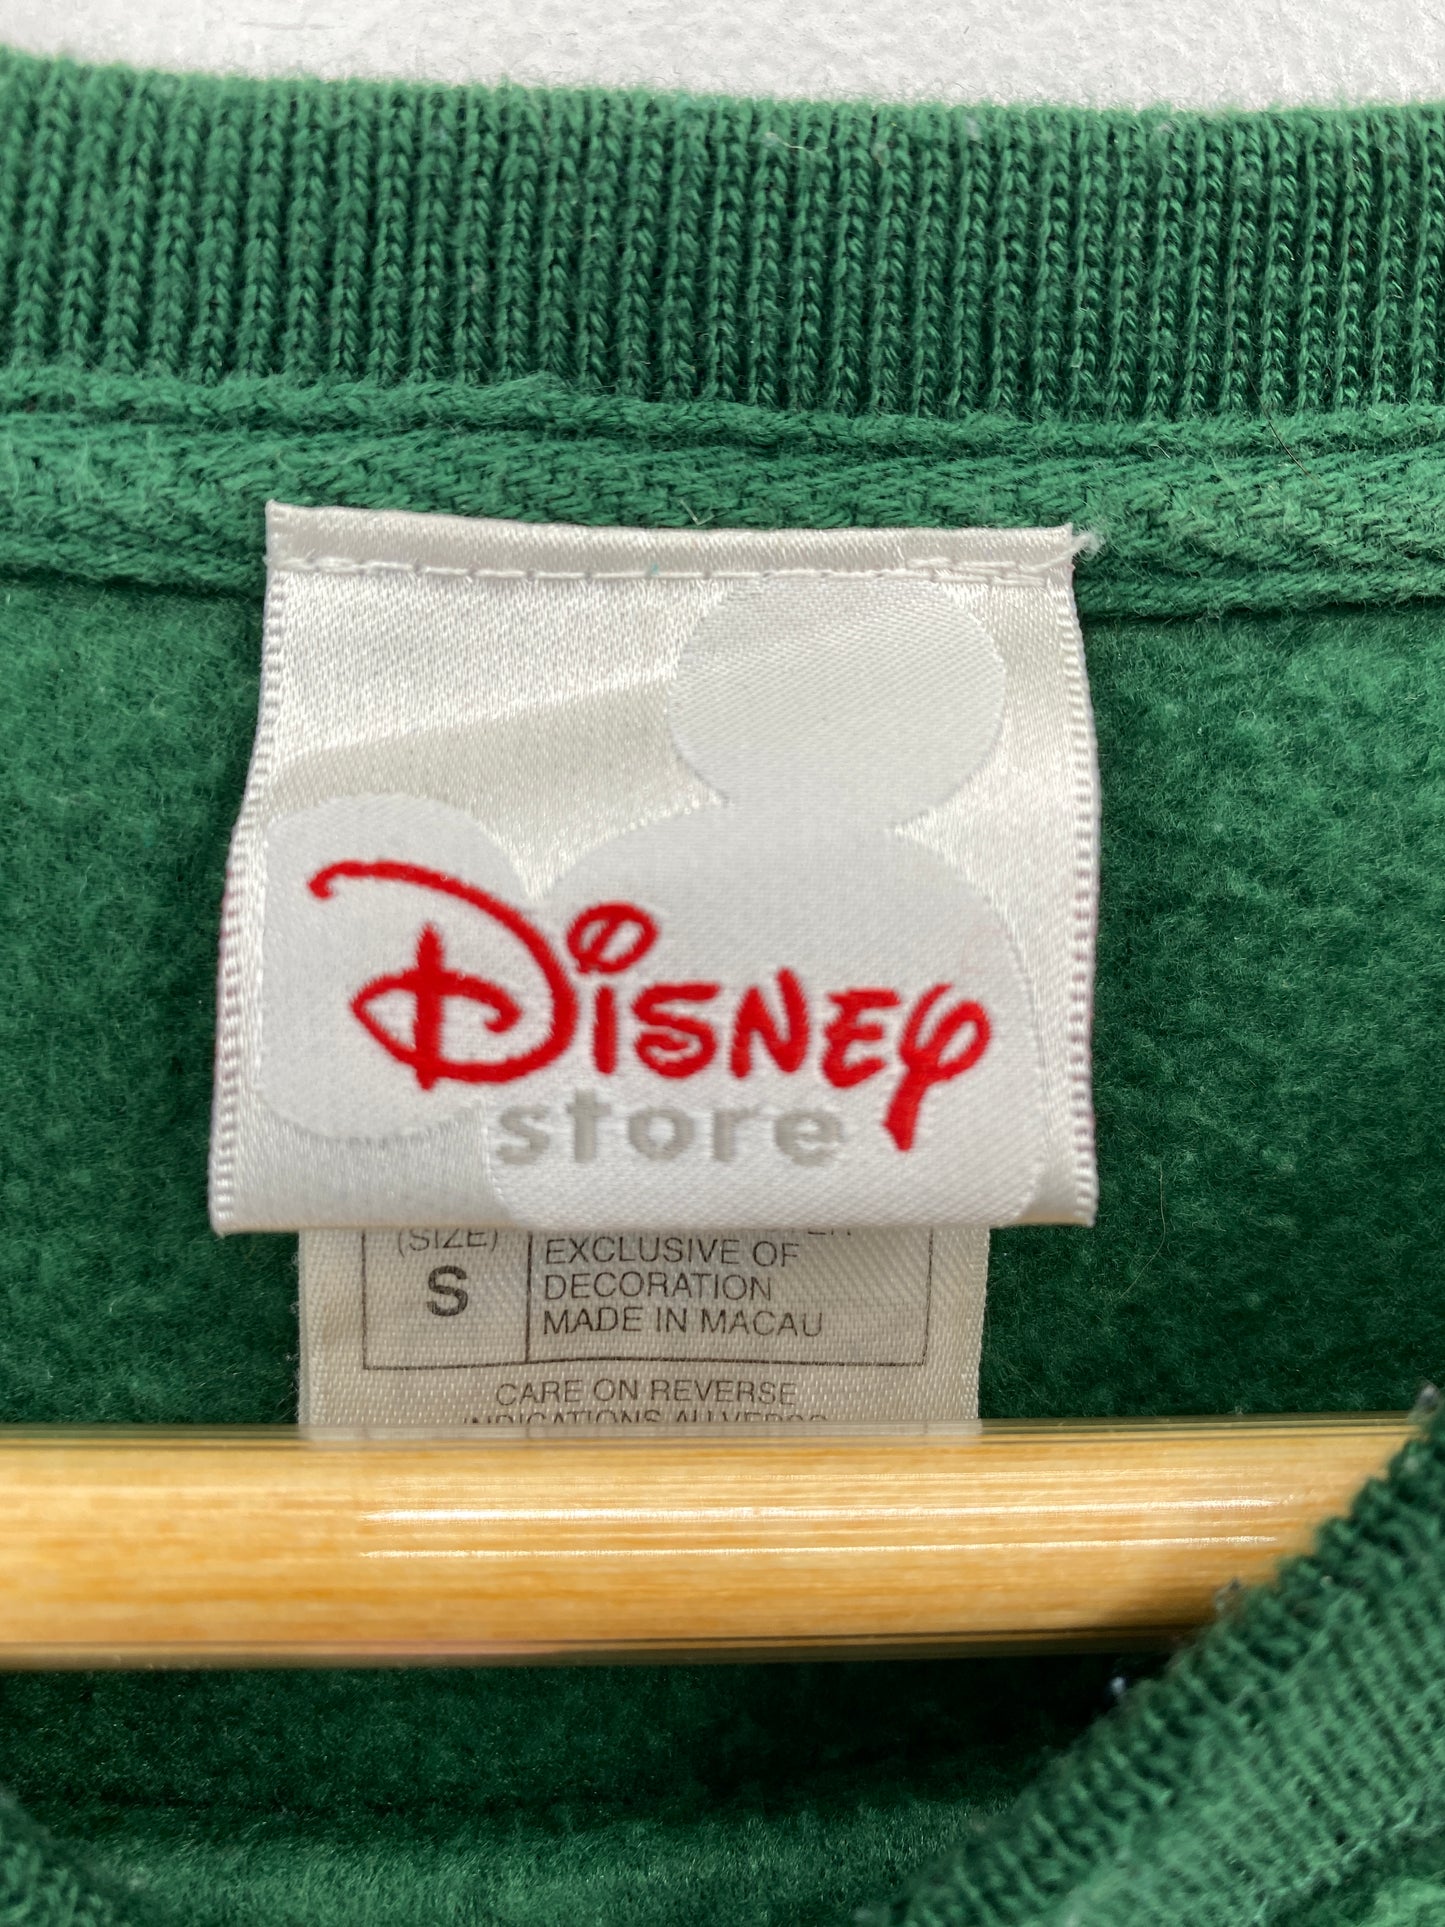 Disney
store
(SIZE)
S
EXCLUSIVE OF
DECORATION
MADE IN MACAU
CARE ON REVERSE